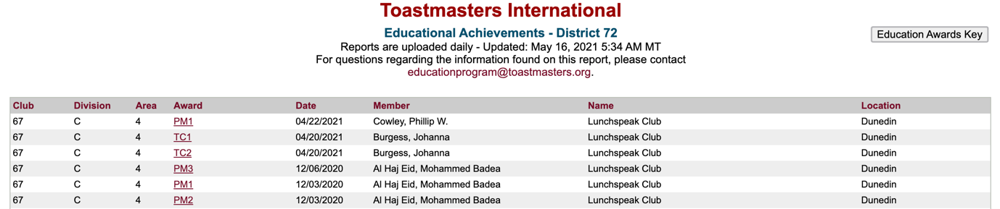 Toastmasters International
Educational Achievements - District 72
Education Awards Key
Reports are uploaded daily - Updated: May 16, 2021 5:34 AM MT
For questions regarding the information found on this report, please contact
educationprogram@toastmasters.org.
Club Division Area Award Date Member Name Location
67 C 4 PM1 04/22/2021 Cowley, Phillip W. Lunchspeak Club Dunedin
67 C 4 TC1 04/20/2021 Burgess, Johanna Lunchspeak Club Dunedin
67 C 4 TC2 04/20/2021 Burgess, Johanna Lunchspeak Club Dunedin
67 C 4 PM3 12/06/2020 Al Haj Eid, Mohammed Badea Lunchspeak Club Dunedin
67 C 4 PM1 12/03/2020 Al Haj Eid, Mohammed Badea Lunchspeak Club Dunedin
67 C 4 PM2 12/03/2020 Al Haj Eid, Mohammed Badea Lunchspeak Club Dunedin